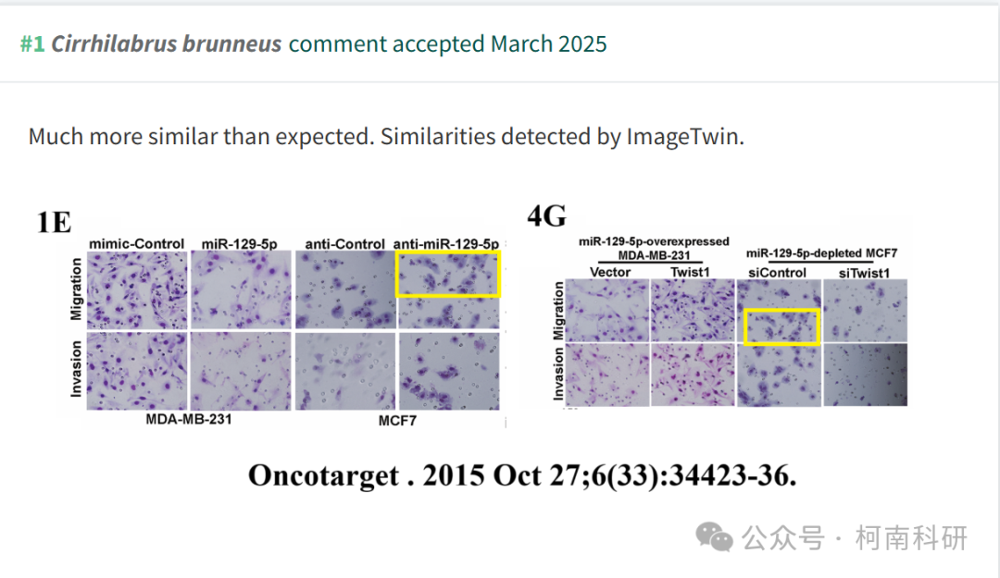 #1 Cirrhilabrus brunneus comment accepted March 2025
Much more similar than expected. Similarities detected by ImageTwin.
1E
mimic-Control miR-129-5p anti-Control anti-miR-129-5p
Migration
Invasion
MDA-MB-231 MCF7
4G
miR-129-5p-overexpressed
MDA-MB-231
miR-129-5p-depleted MCF7
Vector Twist1 siControl siTwist1
Migration
Invasion
Oncotarget . 2015 Oct 27;6(33):34423-36.
公众号 · 柯南科研